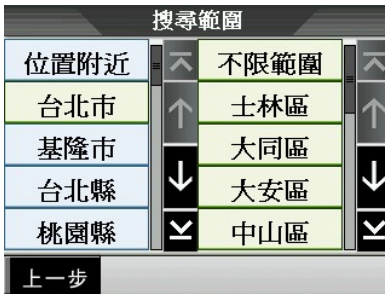 搜尋範圍
位置附近 不限範圍
台北市 士林區
基隆市 大同區
台北縣 大安區
桃園縣 中山區
上一步